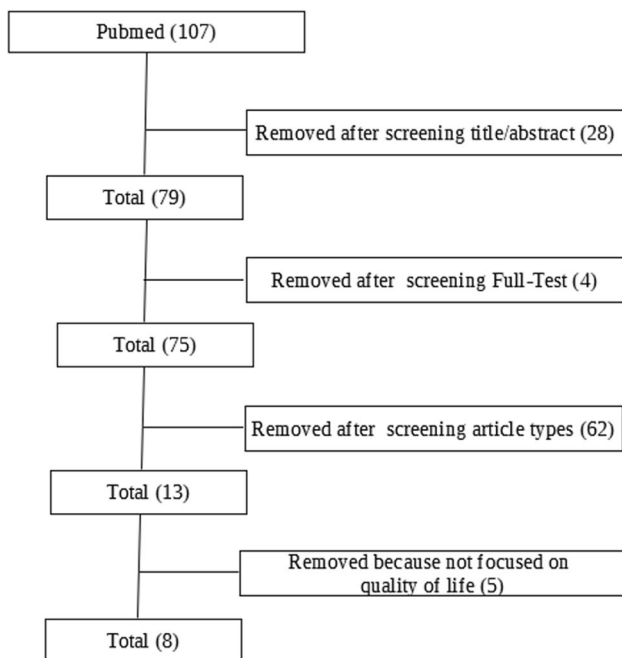 Pubmed (107)
Removed after screening title/abstract (28)
Total (79)
Removed after screening Full-Test (4)
Total (75)
Removed after screening article types (62)
Total (13)
Removed because not focused on
quality of life (5)
Total (8)